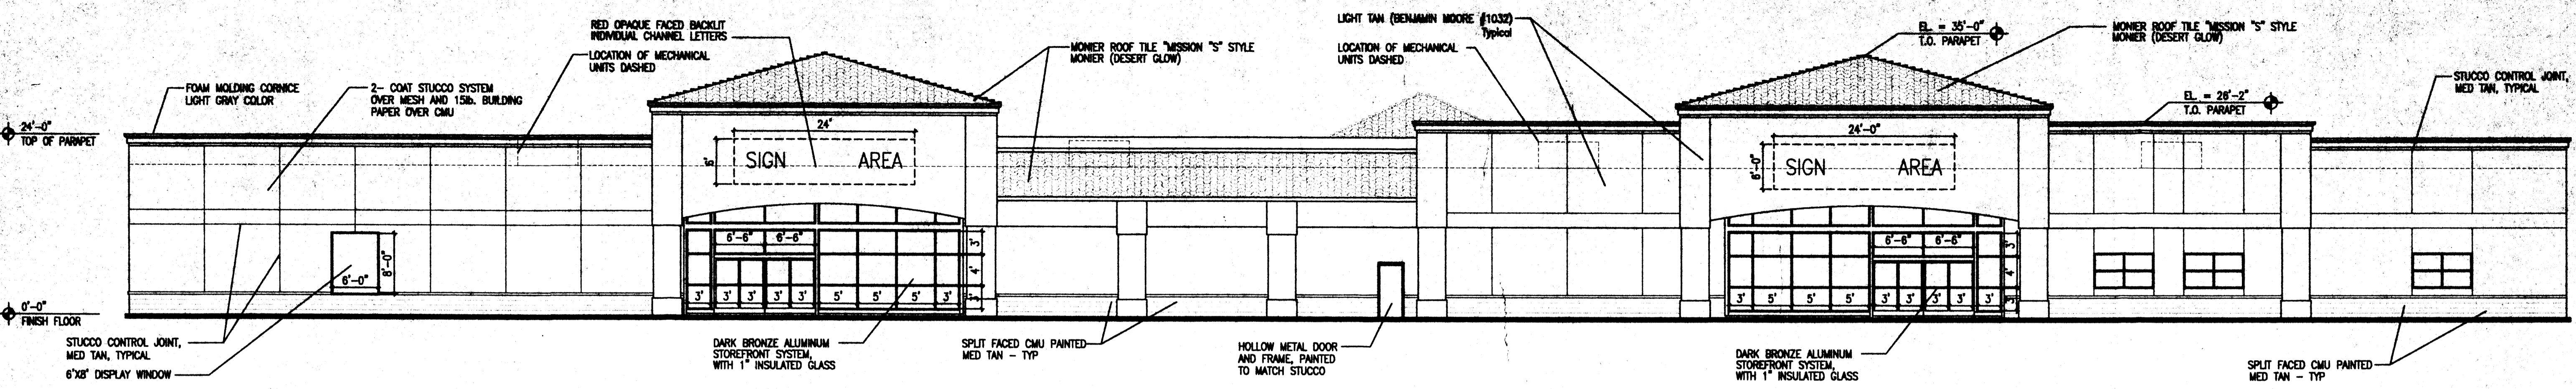 RED OPAQUE FACED BACKLIT
INDIVIDUAL CHANNEL LETTERS
LOCATION OF MECHANICAL
UNITS DASHED
FOAM MOLDING CORNICE
LIGHT GRAY COLOR
2- COAT STUCCO SYSTEM
OVER MESH AND 15lb. BUILDING
PAPER OVER CMU
MONIER ROOF TILE "MISSION "S" STYLE
MONIER (DESERT GLOW)
LIGHT TAN (BENJAMIN MOORE #1032)
Typical
LOCATION OF MECHANICAL
UNITS DASHED
EL. = 35'-0"
T.O. PARAPET
MONIER ROOF TILE "MISSION "S" STYLE
MONIER (DESERT GLOW)
EL. = 26'-2"
T.O. PARAPET
STUCCO CONTROL JOINT,
MED TAN, TYPICAL
24'-0"
TOP OF PARAPET
24'
6'
SIGN AREA
24'-0"
6'-0"
SIGN AREA
6'-0"
8'-0"
6'-6" 6'-6"
3'
4'
3'
3' 3' 3' 3' 3' 5' 5' 5' 3'
6'-6" 6'-6"
3'
4'
3'
3' 5' 5' 5' 3' 3' 3' 3' 3'
0'-0"
FINISH FLOOR
STUCCO CONTROL JOINT,
MED TAN, TYPICAL
6'X8' DISPLAY WINDOW
DARK BRONZE ALUMINUM
STOREFRONT SYSTEM,
WITH 1" INSULATED GLASS
SPLIT FACED CMU PAINTED
MED TAN - TYP
HOLLOW METAL DOOR
AND FRAME, PAINTED
TO MATCH STUCCO
DARK BRONZE ALUMINUM
STOREFRONT SYSTEM,
WITH 1" INSULATED GLASS
SPLIT FACED CMU PAINTED
MED TAN - TYP